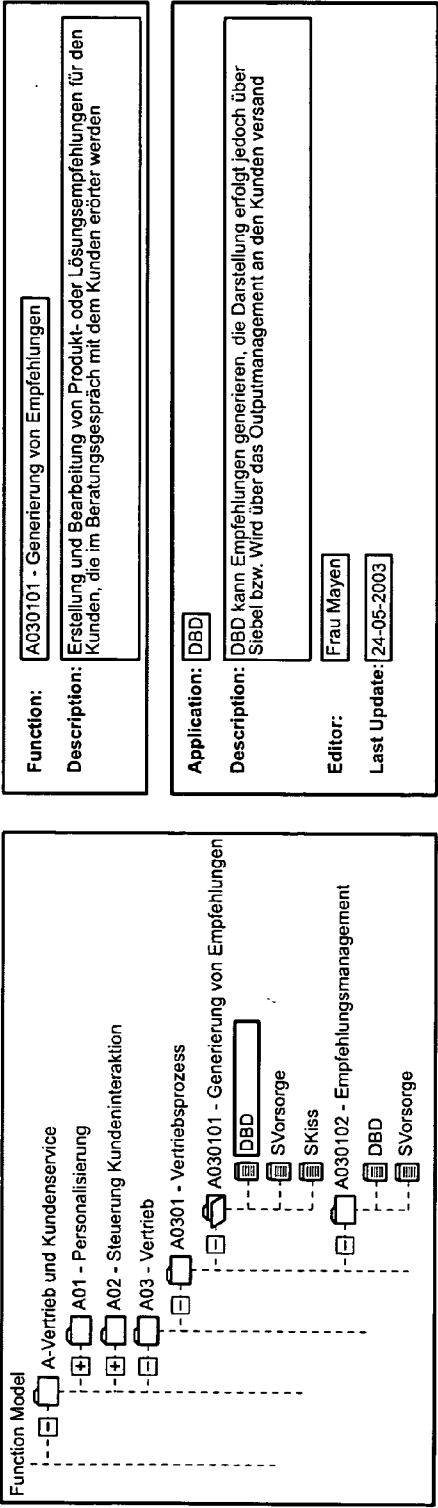 Function Model
A-Vertrieb und Kundenservice
A01 - Personalisierung
A02 - Steuerung Kundeninteraktion
A03 - Vertrieb
A0301 - Vertriebsprozess
A030101 - Generierung von Empfehlungen
DBD
SVorsorge
SKiss
A030102 - Empfehlungsmanagement
DBD
SVorsorge
Function: A030101 - Generierung von Empfehlungen
Description: Erstellung und Bearbeitung von Produkt- oder Lösungsempfehlungen für den
Kunden, die im Beratungsgespräch mit dem Kunden erörter werden
Application: DBD
Description: DBD kann Empfehlungen generieren, die Darstellung erfolgt jedoch über
Siebel bzw. Wird über das Outputmanagement an den Kunden versand
Editor: Frau Mayen
Last Update: 24-05-2003